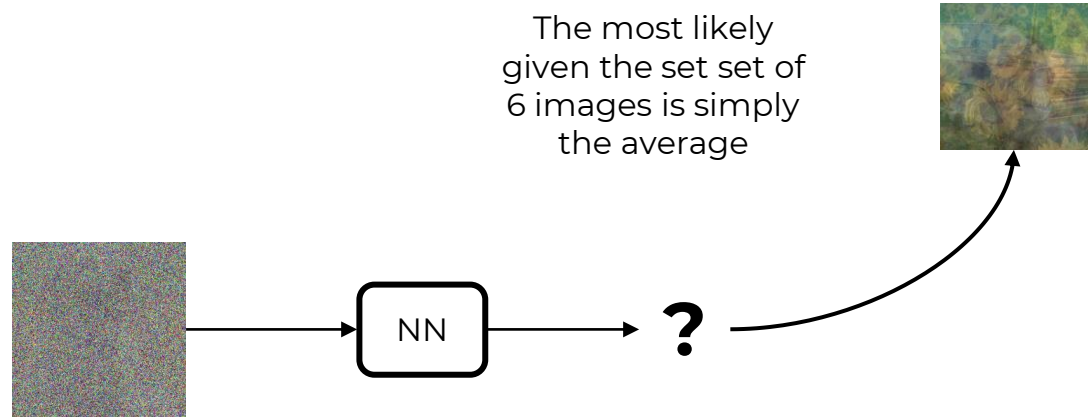 The most likely
given the set set of
6 images is simply
the average
NN
?